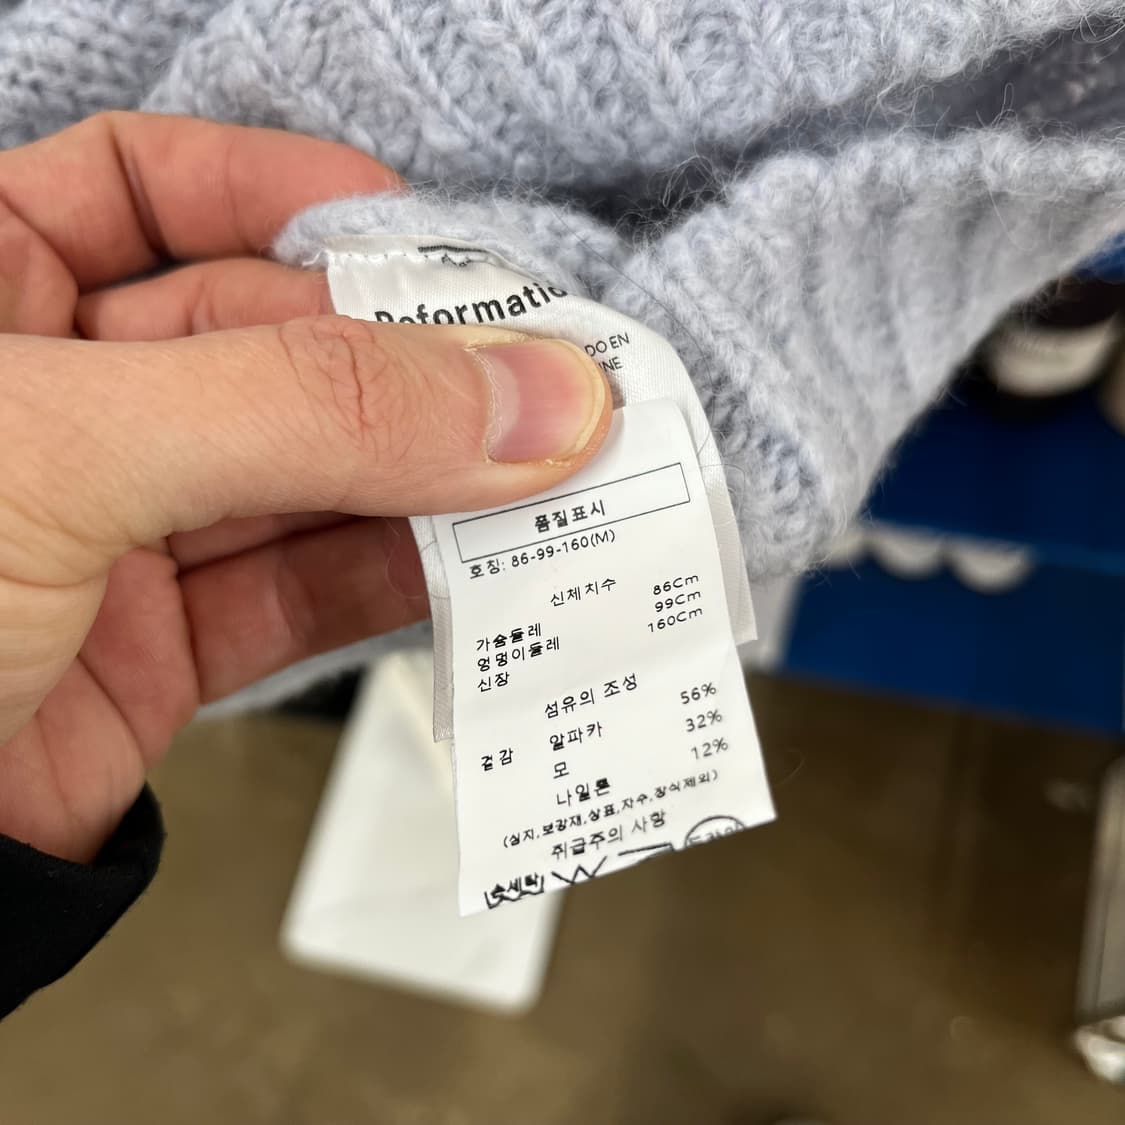 Reformatio
DO EN
INE
품질표시
호칭: 86-99-160(M)
신체치수
가슴둘레 86Cm
엉덩이둘레 99Cm
신장 160Cm
섬유의 조성
겉감 알파카 56%
모 32%
나일론 12%
(심지,보강재,상표,자수,장식제외)
취급주의 사항
손세탁